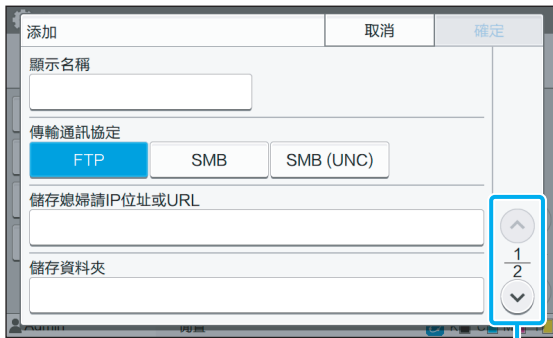 添加 取消 確定
顯示名稱
傳輸通訊協定
FTP SMB SMB (UNC)
儲存媳婦請IP位址或URL
儲存資料夾
1
2
Admin